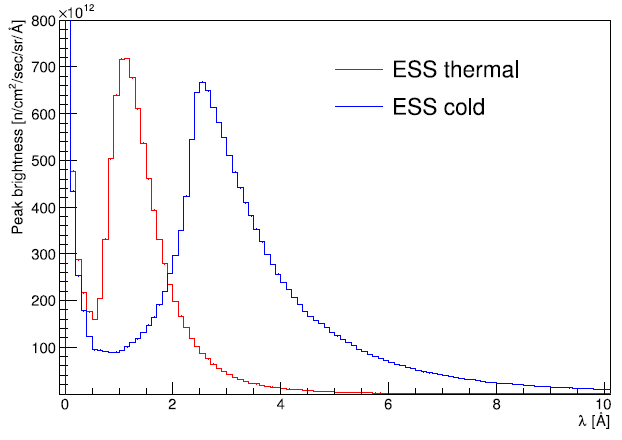 ×10¹²
800
700
600
500
400
300
200
100
Peak brightness [n/cm²/sec/sr/Å]
ESS thermal
ESS cold
0 2 4 6 8 10
λ [Å]